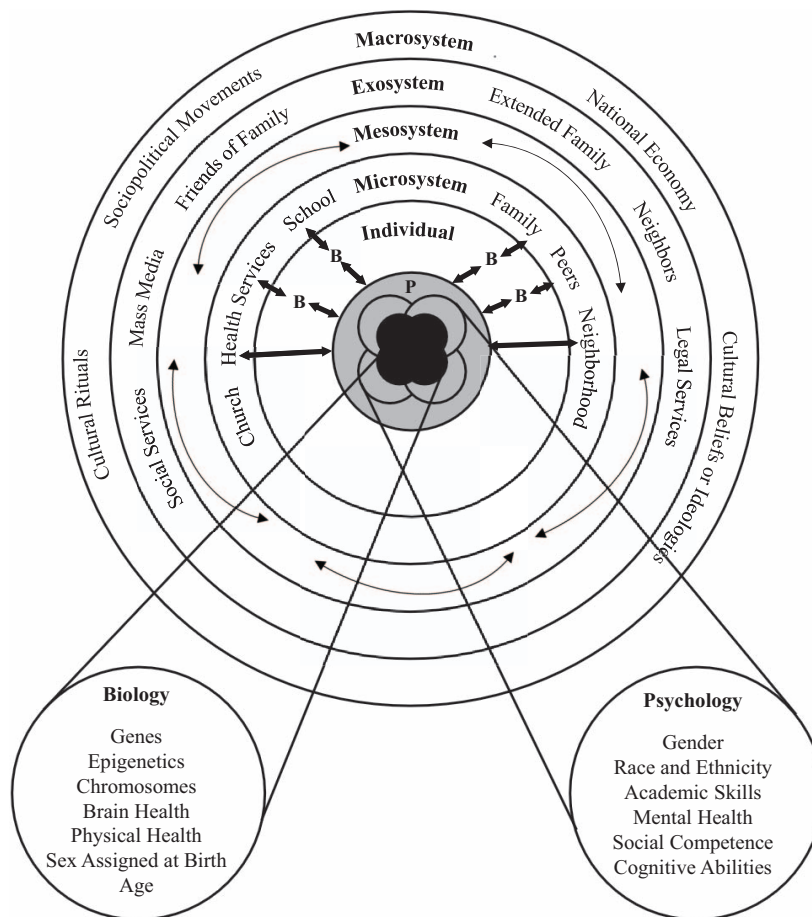 Macrosystem
Sociopolitical Movements
National Economy
Cultural Rituals
Cultural Beliefs or Ideologies
Exosystem
Friends of Family
Extended Family
Mass Media
Neighbors
Social Services
Legal Services
Mesosystem
Microsystem
School
Family
Health Services
Peers
Church
Neighborhood
Individual
B
B
B
B
P
Biology
Genes
Epigenetics
Chromosomes
Brain Health
Physical Health
Sex Assigned at Birth
Age
Psychology
Gender
Race and Ethnicity
Academic Skills
Mental Health
Social Competence
Cognitive Abilities